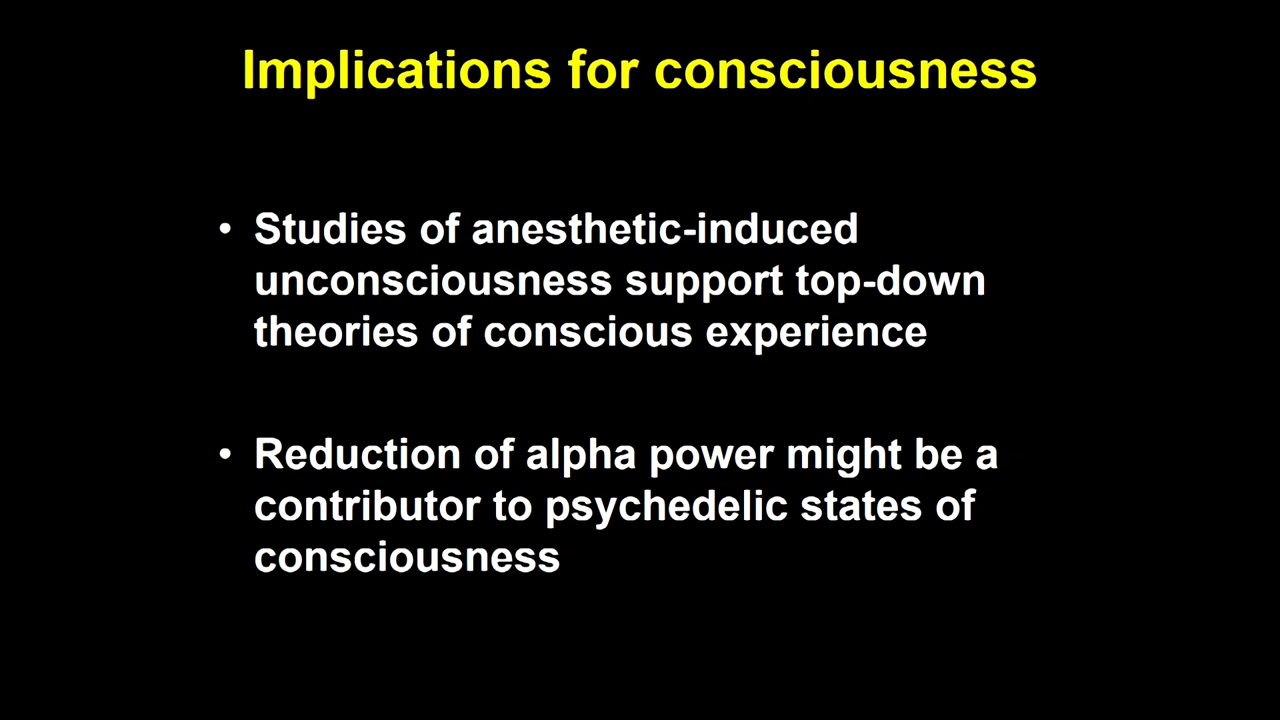 Implications for consciousness
• Studies of anesthetic-induced
unconsciousness support top-down
theories of conscious experience
• Reduction of alpha power might be a
contributor to psychedelic states of
consciousness